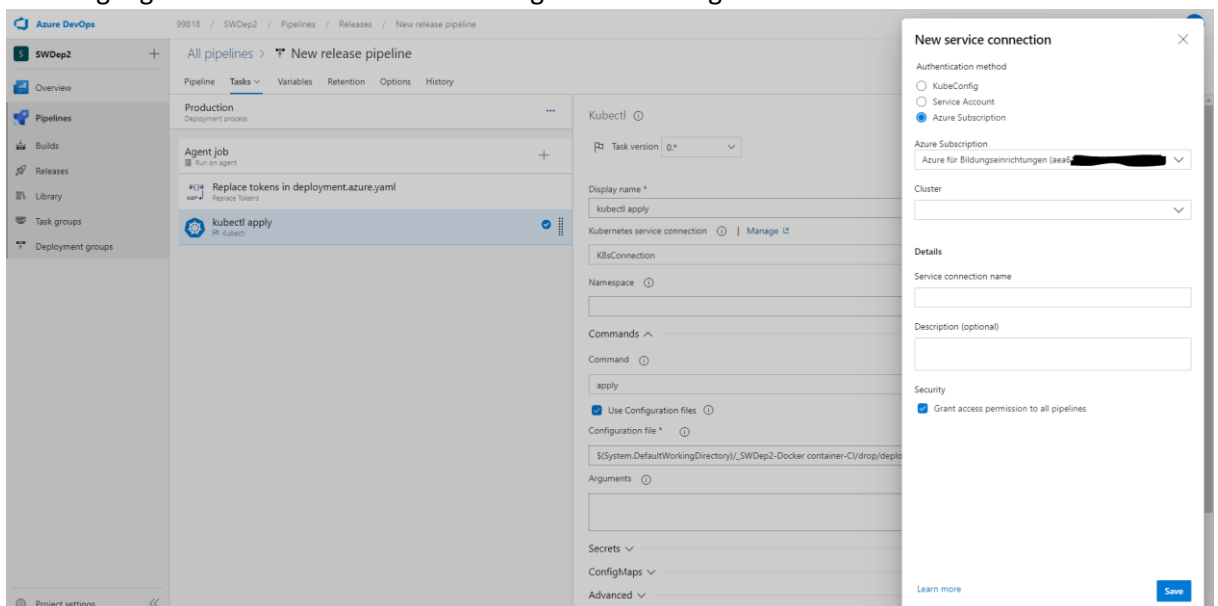 Azure DevOps
99818 / SWDep2 / Pipelines / Releases / New release pipeline
S SWDep2 +
Overview
Pipelines
Builds
Releases
Library
Task groups
Deployment groups
Project settings
All pipelines > New release pipeline
Pipeline Tasks Variables Retention Options History
Production ...
Deployment process
Agent job +
Run on agent
Replace tokens in deployment.azure.yaml
Replace Tokens
kubectl apply
Kubectl
Kubectl
Task version 0.*
Display name *
kubectl apply
Kubernetes service connection | Manage
K8sConnection
Namespace
Commands
Command
apply
Use Configuration files
Configuration file *
$(System.DefaultWorkingDirectory)/_SWDep2-Docker container-CI/drop/deplo
Arguments
Secrets
ConfigMaps
Advanced
New service connection
Authentication method
KubeConfig
Service Account
Azure Subscription
Azure Subscription
Azure für Bildungseinrichtungen (aea6
Cluster
Details
Service connection name
Description (optional)
Security
Grant access permission to all pipelines
Learn more
Save